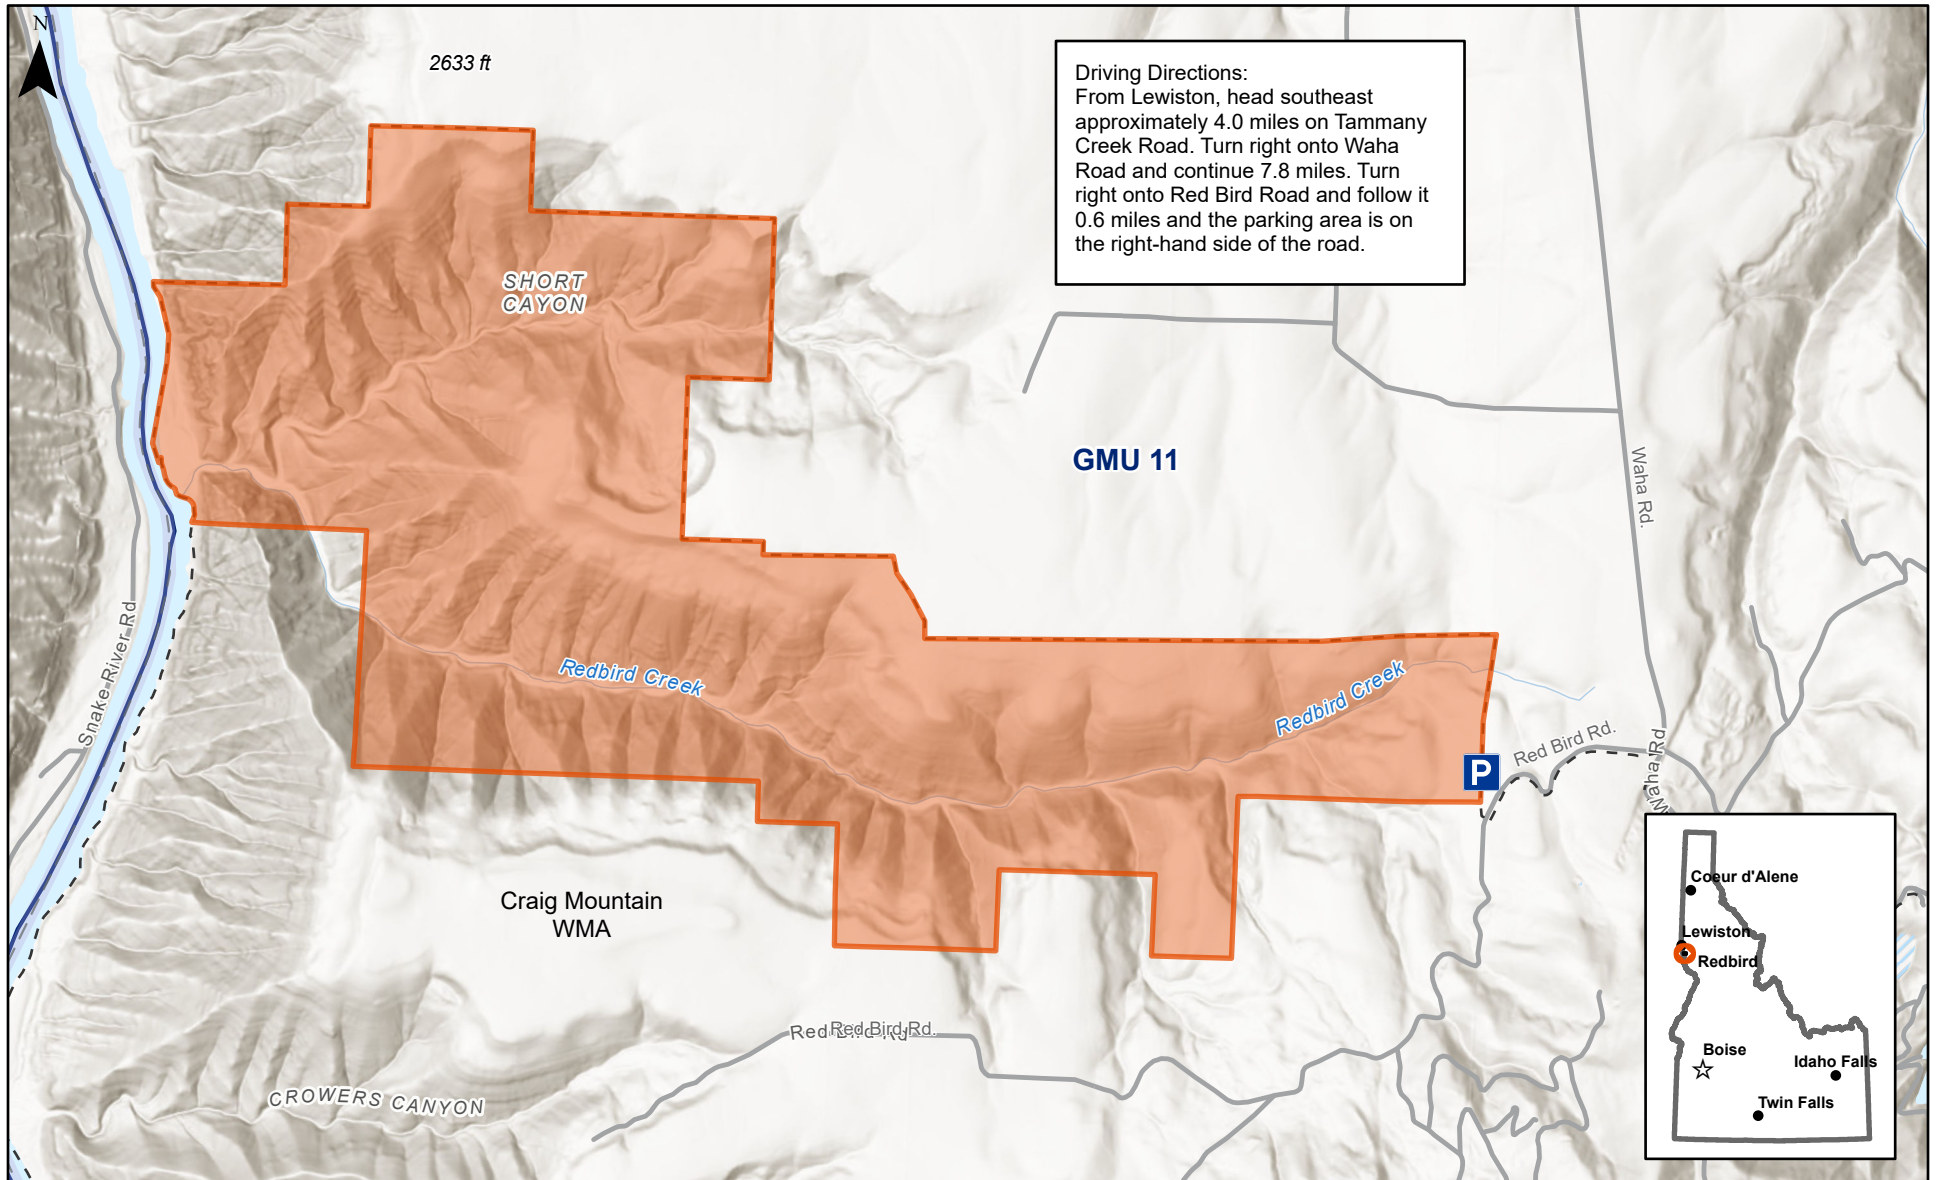 N
2633 ft
Driving Directions:
From Lewiston, head southeast
approximately 4.0 miles on Tammany
Creek Road. Turn right onto Waha
Road and continue 7.8 miles. Turn
right onto Red Bird Road and follow it
0.6 miles and the parking area is on
the right-hand side of the road.
SHORT
CAYON
GMU 11
Waha Rd.
Snake River Rd
Redbird Creek
Redbird Creek
Red Bird Rd.
P
Waha Rd
Waha
Craig Mountain
WMA
Red Bird Rd
Red Bird Rd.
CROWERS CANYON
Coeur d'Alene
Lewiston
Redbird
Boise
Idaho Falls
Twin Falls